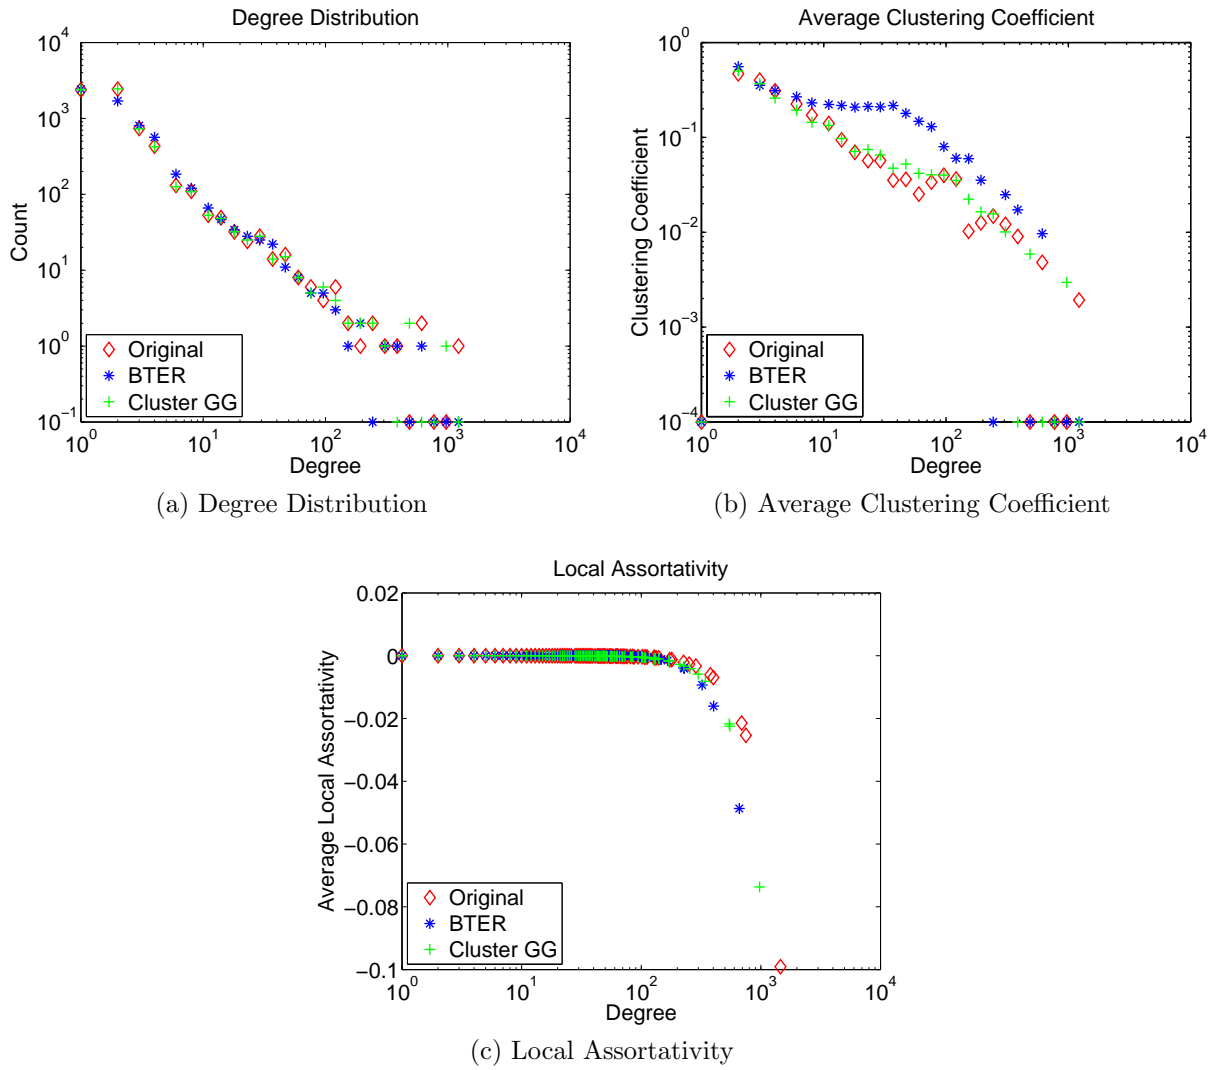 Degree Distribution
10^4
10^3
10^2
10^1
10^0
10^−1
Count
Original
BTER
Cluster GG
10^0 10^1 10^2 10^3 10^4
Degree
(a) Degree Distribution
Average Clustering Coefficient
10^0
10^−1
10^−2
10^−3
10^−4
Clustering Coefficient
Original
BTER
Cluster GG
10^0 10^1 10^2 10^3 10^4
Degree
(b) Average Clustering Coefficient
Local Assortativity
0.02
0
−0.02
−0.04
−0.06
−0.08
−0.1
Average Local Assortativity
Original
BTER
Cluster GG
10^0 10^1 10^2 10^3 10^4
Degree
(c) Local Assortativity